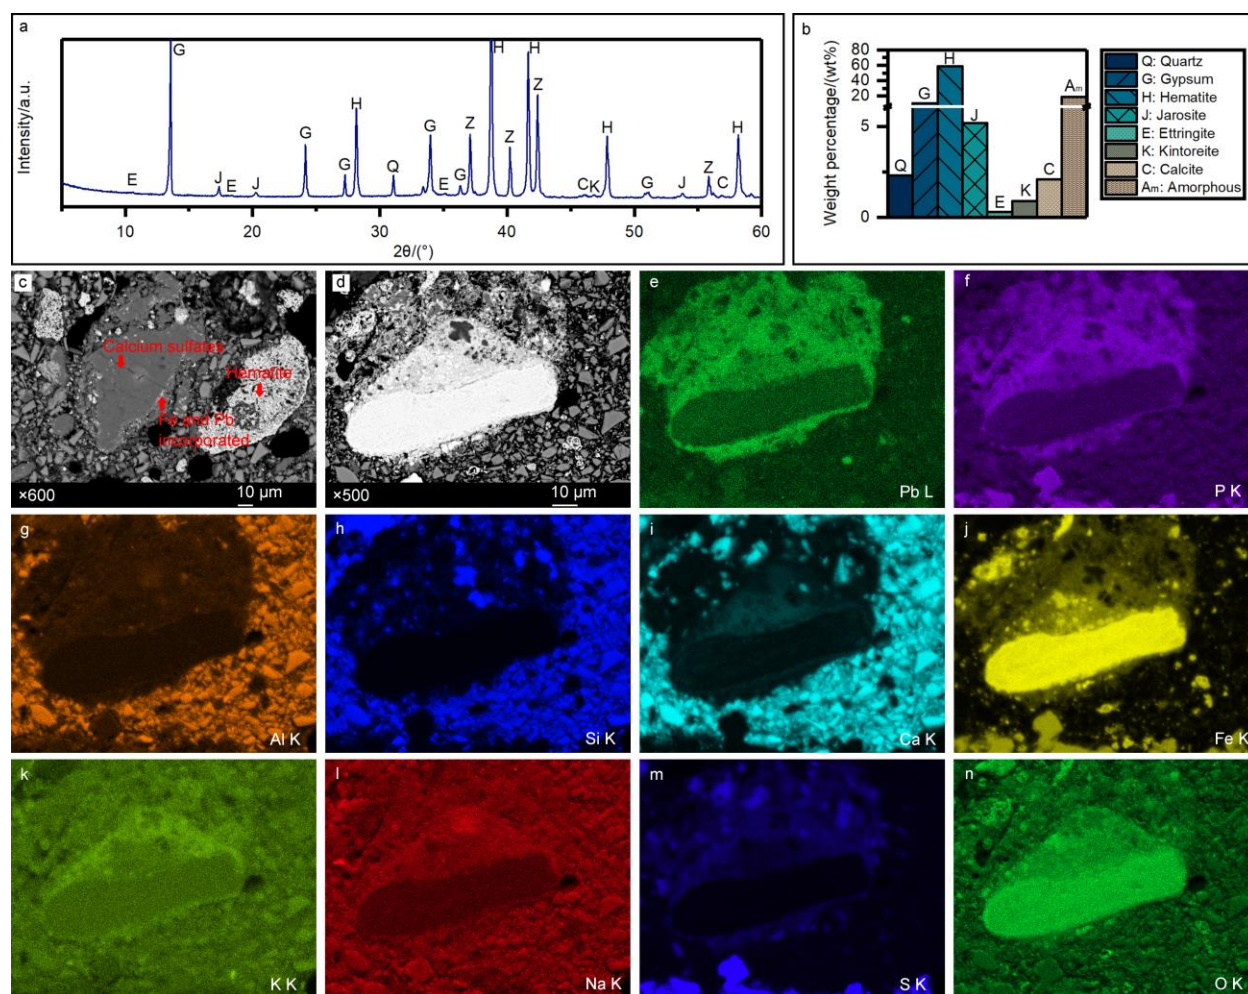 a
Intensity/a.u.
G
H
H
Z
H
G
G
Z
Z
H
H
G
Q
G
Z
E
J
E
J
E
C
K
G
J
C
10
20
30
40
50
60
2θ/(°)
b
Weight percentage/(wt%)
80
60
40
20
5
0
Q
G
H
J
E
K
C
Am
Q: Quartz
G: Gypsum
H: Hematite
J: Jarosite
E: Ettringite
K: Kintoreite
C: Calcite
Am: Amorphous
c
Calcium sulfates
Hematite
Fe and Pb
incorporated
×600
10 μm
d
×500
10 μm
e
Pb L
f
P K
g
Al K
h
Si K
i
Ca K
j
Fe K
k
K K
l
Na K
m
S K
n
O K